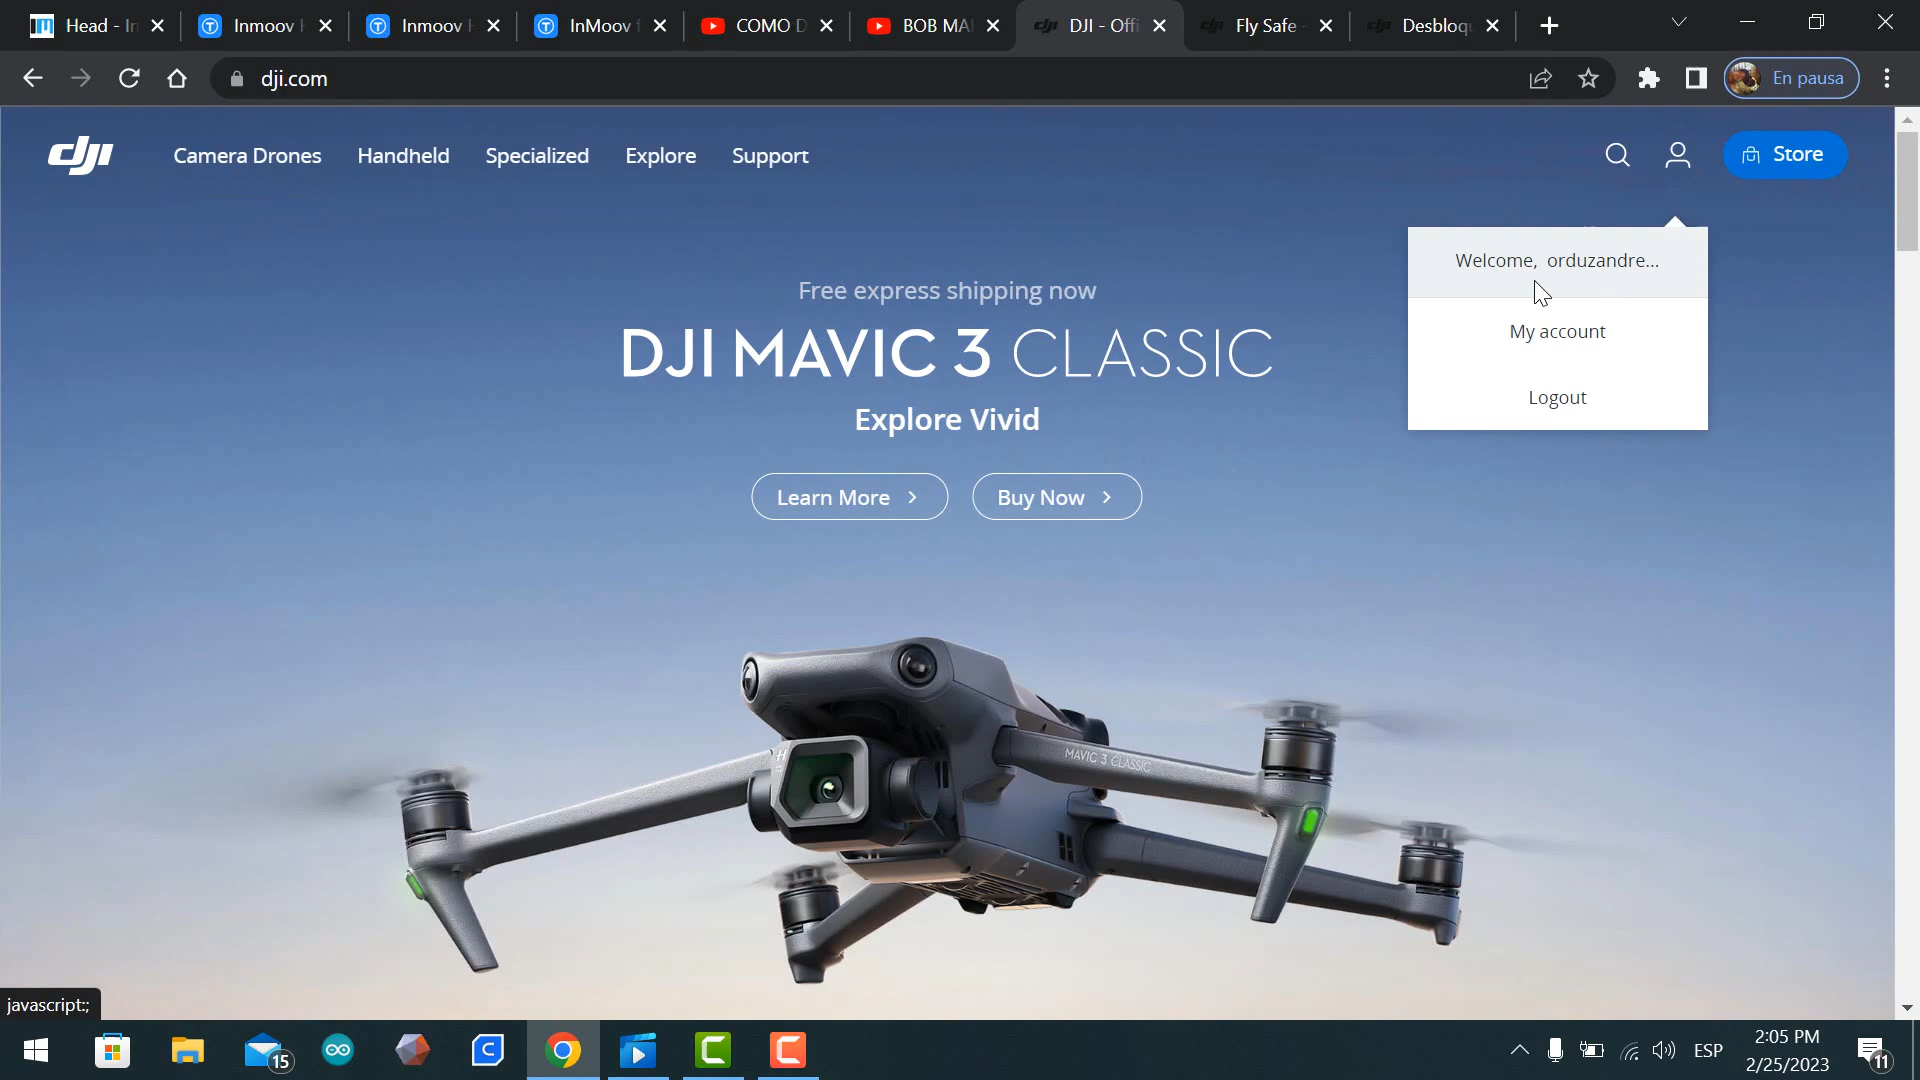 Head - In
Inmoov H
Inmoov H
InMoov f
COMO D
BOB MA
DJI - Offi
Fly Safe -
Desbloqu
dji.com
En pausa
dji
Camera Drones
Handheld
Specialized
Explore
Support
Store
Welcome, orduzandre...
My account
Logout
Free express shipping now
DJI MAVIC 3 CLASSIC
Explore Vivid
Learn More
Buy Now
MAVIC 3 CLASSIC
javascript:;
15
ESP
2:05 PM
2/25/2023
11